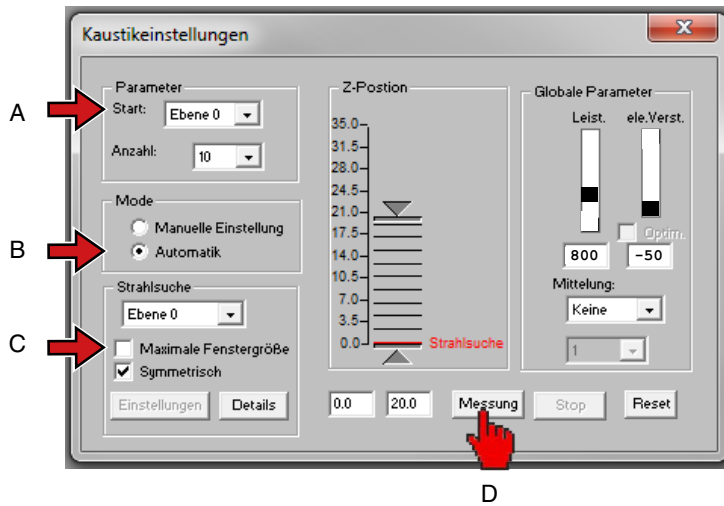 Kaustikeinstellungen
x
A
Parameter
Start:
Ebene 0
Anzahl:
10
Mode
Manuelle Einstellung
B
Automatik
Strahlsuche
Ebene 0
C
Maximale Fenstergröße
Symmetrisch
Einstellungen
Details
Z-Postion
35.0
31.5
28.0
24.5
21.0
17.5
14.0
10.5
7.0
3.5
0.0
Strahlsuche
0.0
20.0
Messung
Stop
Reset
Globale Parameter
Leist.
ele.Verst.
Optim.
800
-50
Mittelung:
Keine
1
D